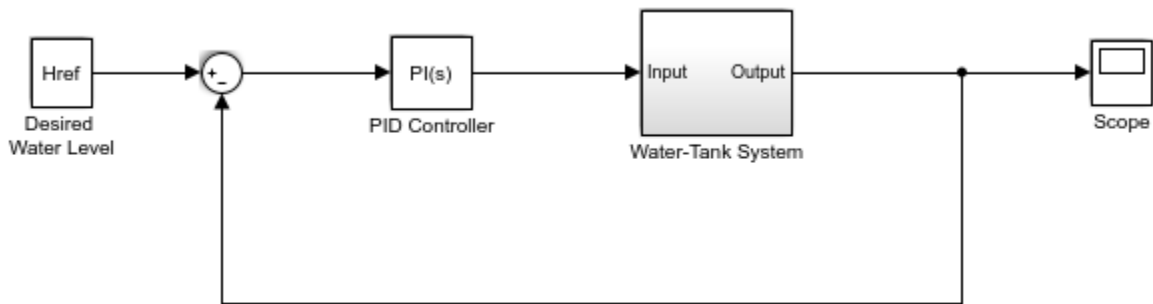 Href
Desired
Water Level
+
−
PI(s)
PID Controller
Input
Output
Water-Tank System
Scope